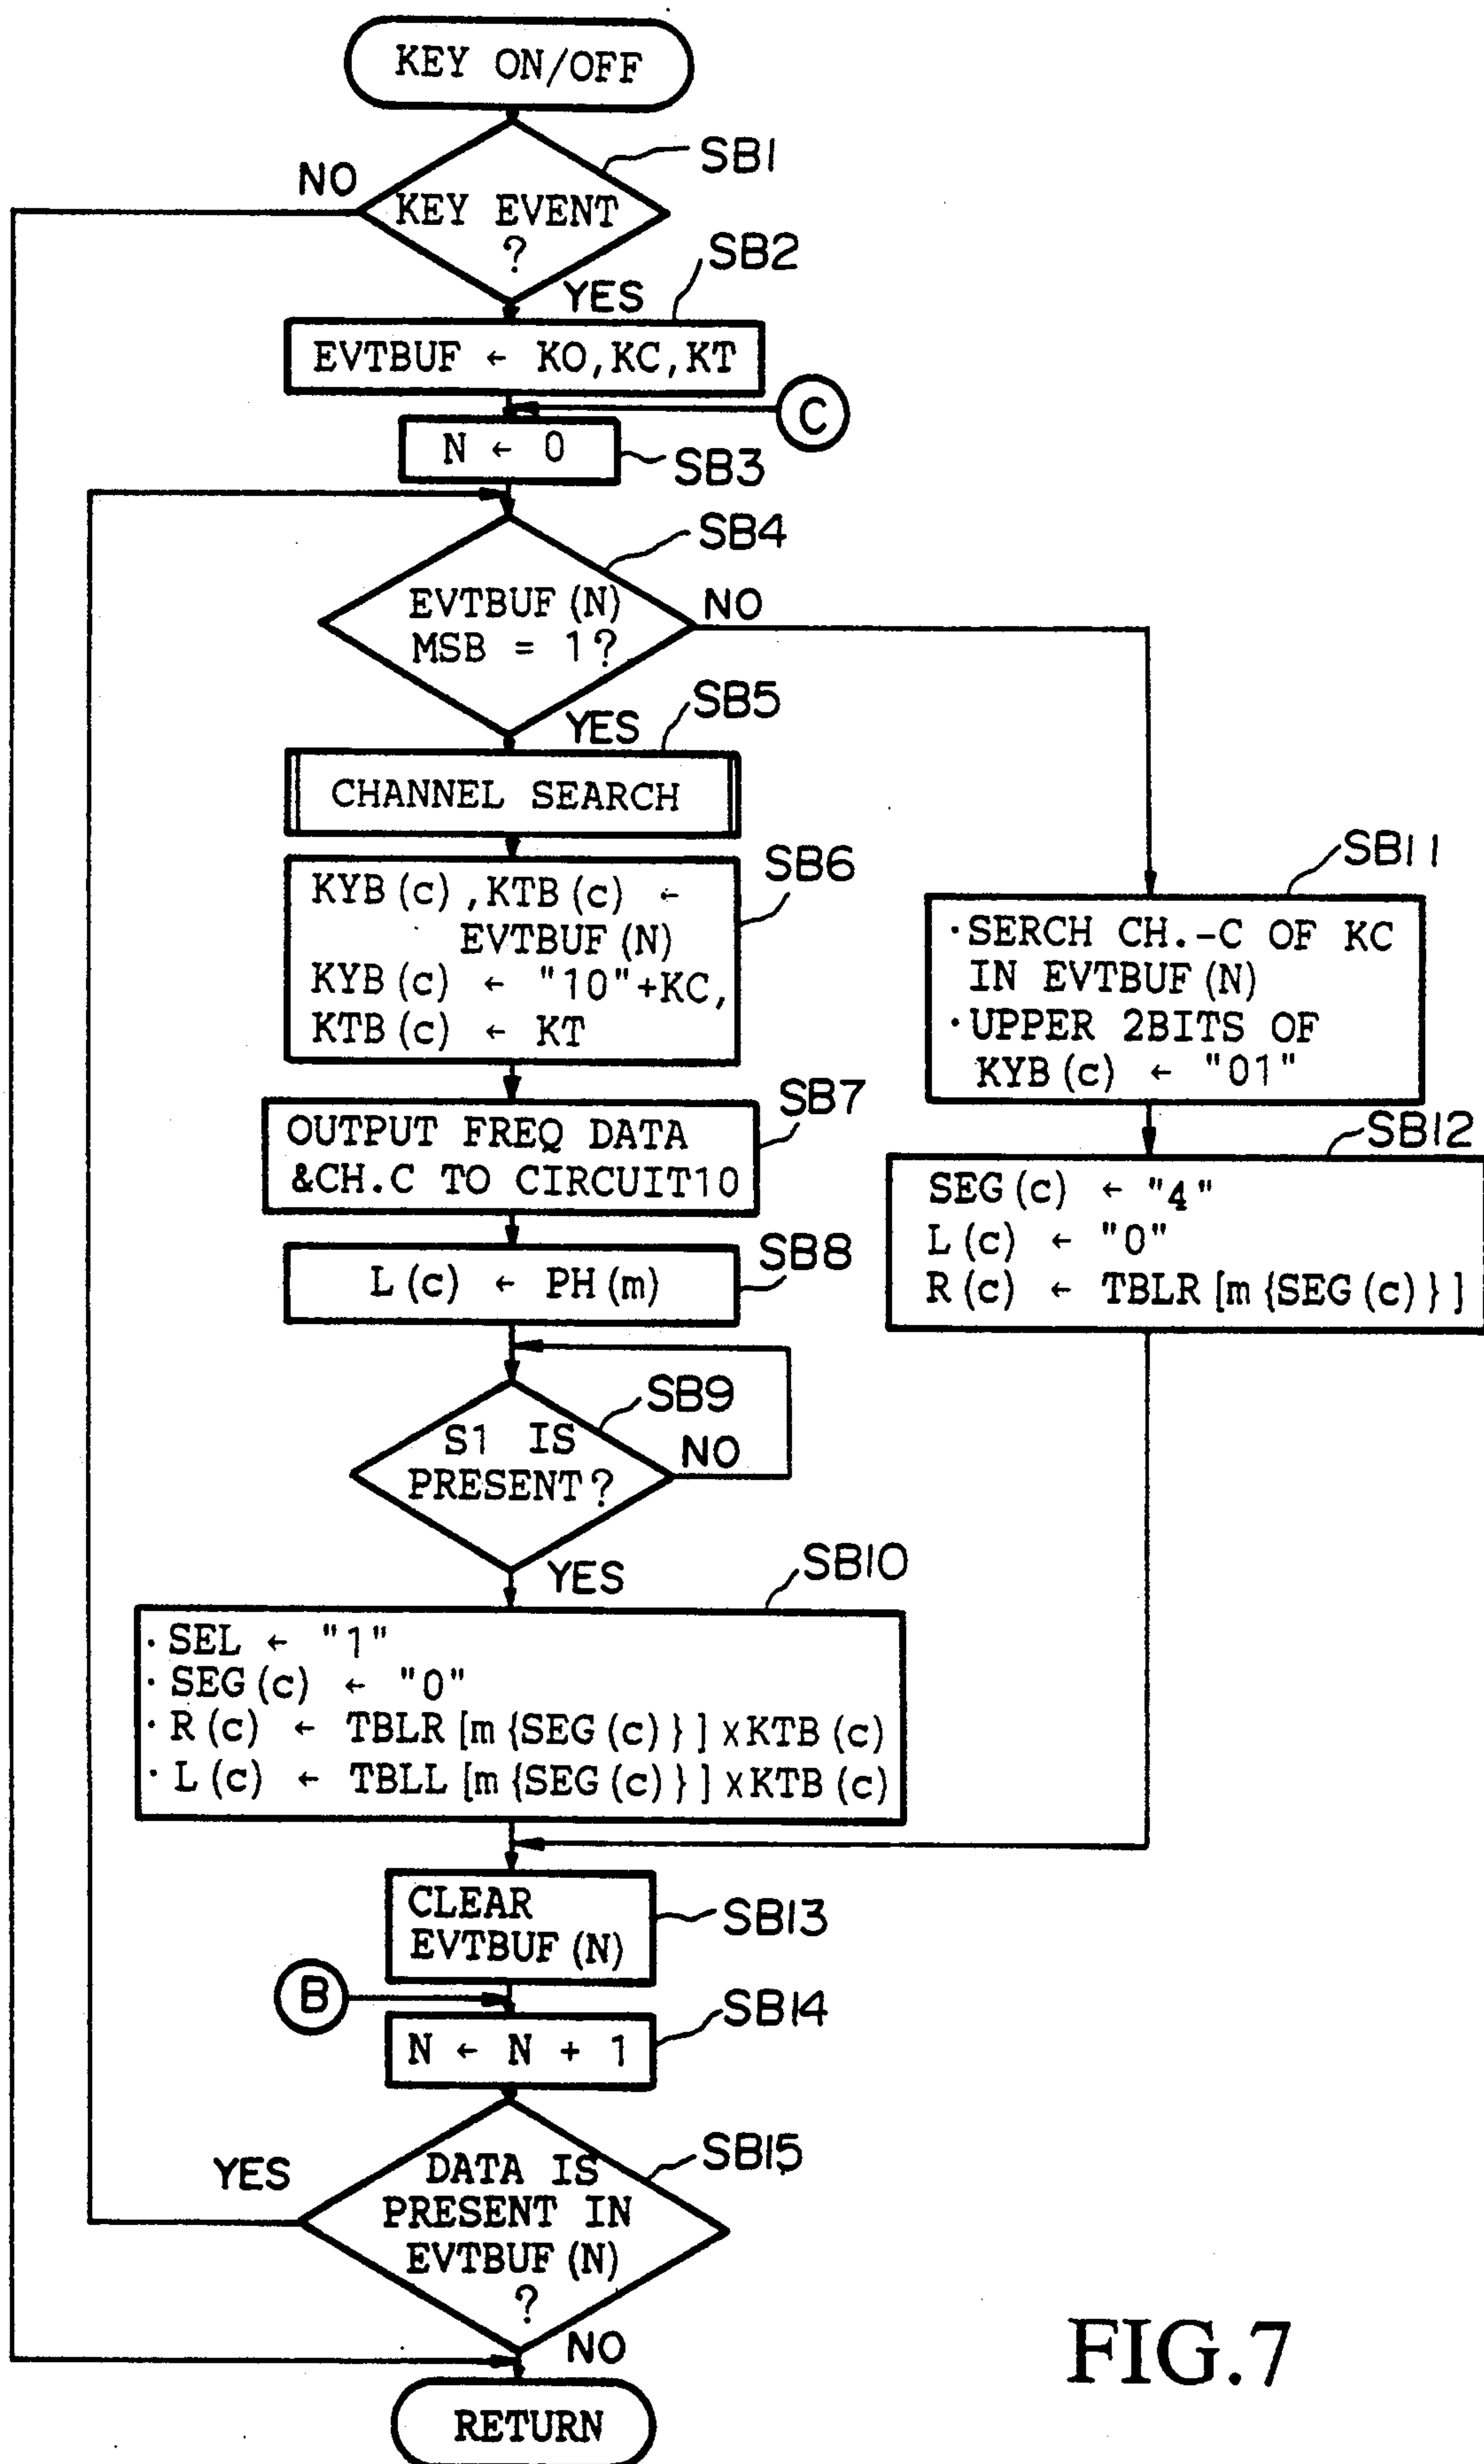 KEY ON/OFF
SB1
NO
KEY EVENT
?
SB2
YES
EVTBUF ← KO,KC,KT
C
N ← 0
SB3
SB4
EVTBUF(N)
MSB = 1?
NO
YES
SB5
CHANNEL SEARCH
SB6
KYB(c),KTB(c) ←
EVTBUF(N)
KYB(c) ← "10"+KC,
KTB(c) ← KT
SB11
·SERCH CH.-C OF KC
IN EVTBUF(N)
·UPPER 2BITS OF
KYB(c) ← "01"
SB7
OUTPUT FREQ DATA
&CH.C TO CIRCUIT10
SB12
SEG(c) ← "4"
L(c) ← "0"
R(c) ← TBLR[m{SEG(c)}]
SB8
L(c) ← PH(m)
SB9
S1 IS
PRESENT?
NO
YES
SB10
· SEL ← "1"
· SEG(c) ← "0"
· R(c) ← TBLR[m{SEG(c)}]xKTB(c)
· L(c) ← TBLL[m{SEG(c)}]xKTB(c)
CLEAR
EVTBUF(N)
SB13
B
SB14
N ← N + 1
SB15
YES
DATA IS
PRESENT IN
EVTBUF(N)
?
NO
RETURN
FIG.7